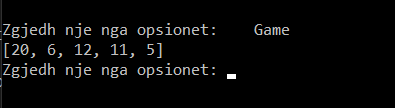 Zgjedh nje nga opsionet:    Game
[20, 6, 12, 11, 5]
Zgjedh nje nga opsionet: